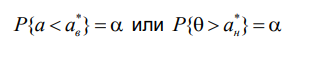 P{a < a*в} = α или P{θ > a*н} = α